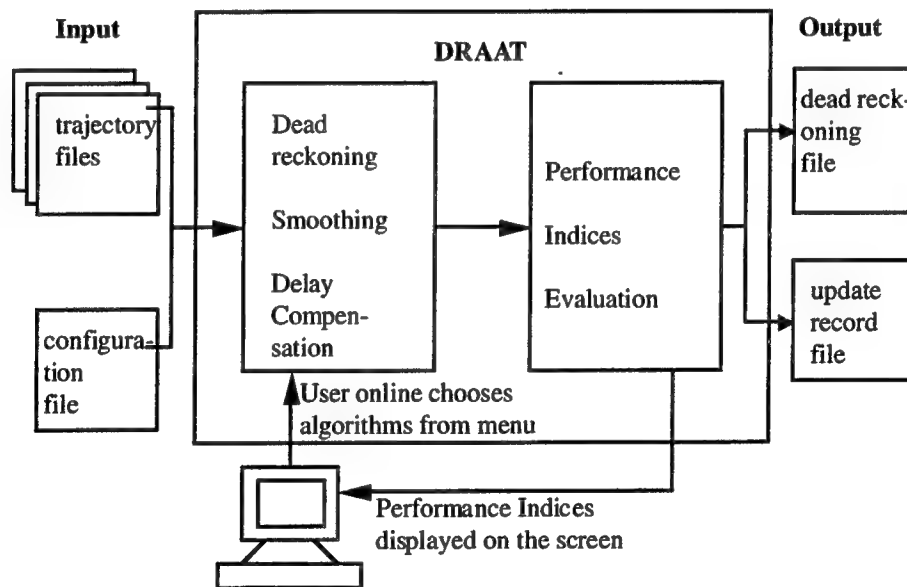 Input
Output
DRAAT
trajectory
files
configura-
tion
file
Dead
reckoning
Smoothing
Delay
Compen-
sation
Performance
Indices
Evaluation
dead reck-
oning
file
update
record
file
User online chooses
algorithms from menu
Performance Indices
displayed on the screen